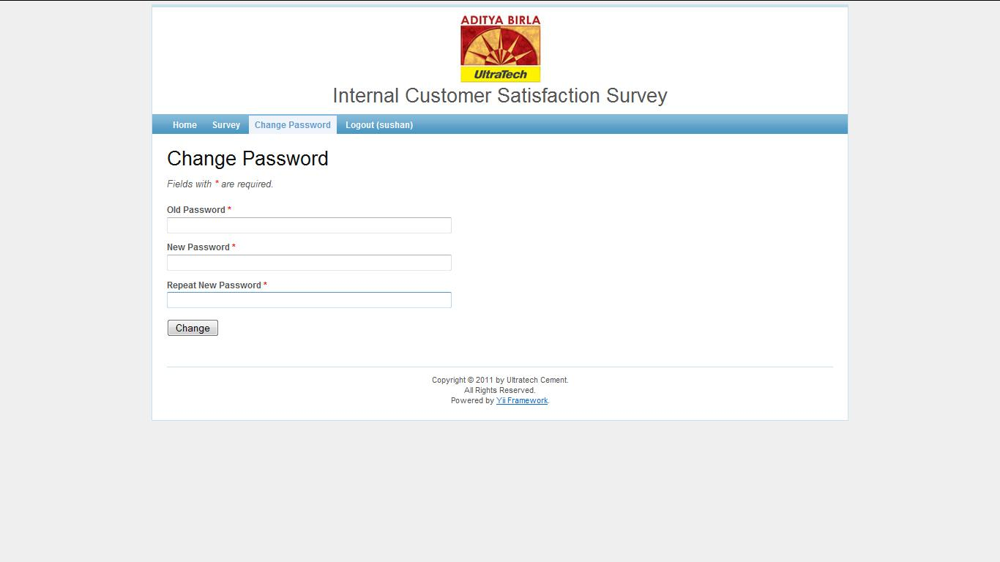 ADITYA BIRLA
UltraTech
Internal Customer Satisfaction Survey
Home Survey Change Password Logout (sushan)
Change Password
Fields with * are required.
Old Password *
New Password *
Repeat New Password *
Change
Copyright © 2011 by Ultratech Cement.
All Rights Reserved.
Powered by Yii Framework.